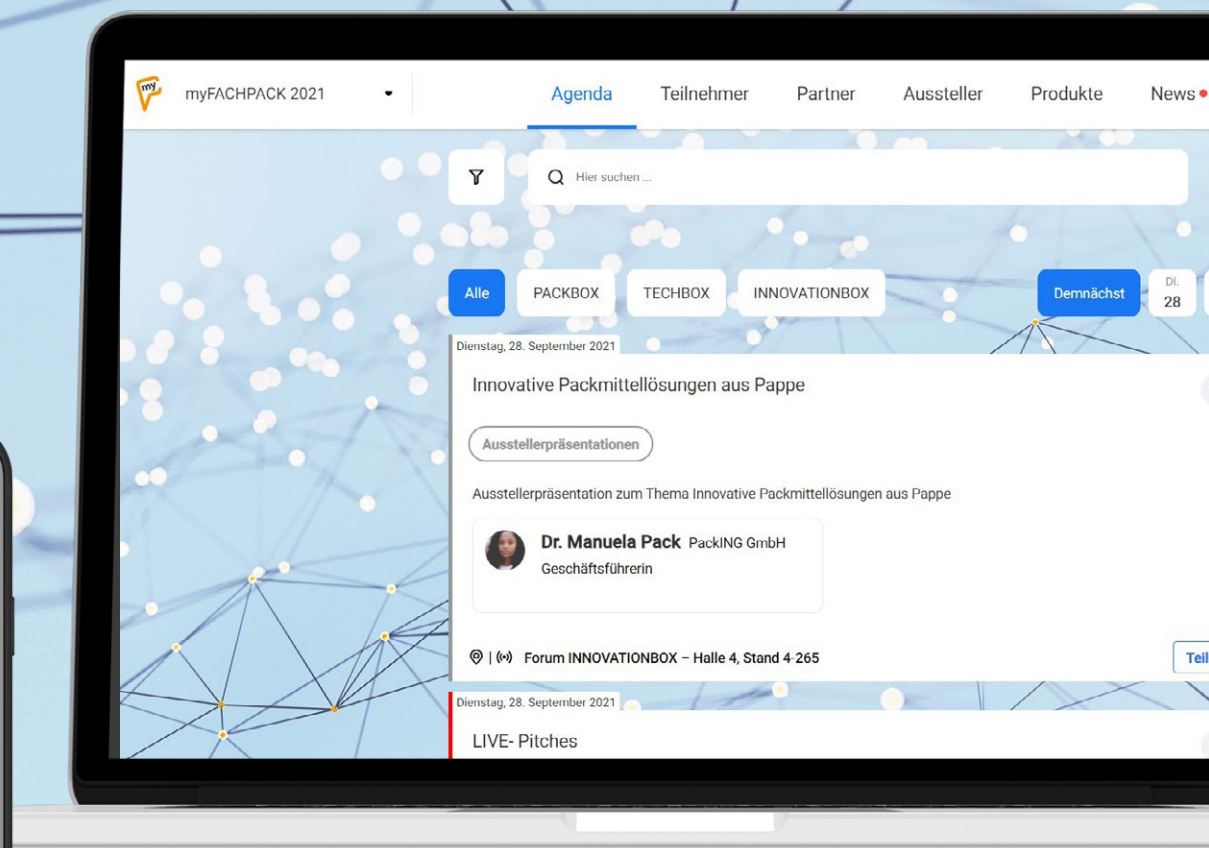 my
myFACHPACK 2021
Agenda Teilnehmer Partner Aussteller Produkte News
Hier suchen ...
Alle PACKBOX TECHBOX INNOVATIONBOX Demnächst DI. 28
Dienstag, 28. September 2021
Innovative Packmittellösungen aus Pappe
Ausstellerpräsentationen
Ausstellerpräsentation zum Thema Innovative Packmittellösungen aus Pappe
Dr. Manuela Pack PackING GmbH
Geschäftsführerin
Forum INNOVATIONBOX – Halle 4, Stand 4-265
Teil
Dienstag, 28. September 2021
LIVE- Pitches